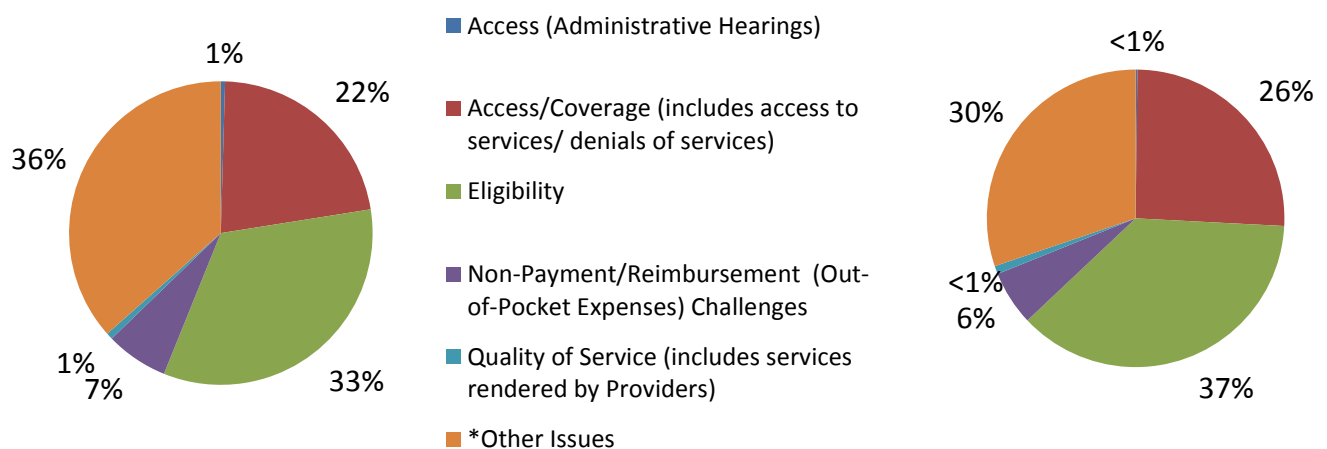 Access (Administrative Hearings)
1%
<1%
22%
26%
Access/Coverage (includes access to
services/ denials of services)
30%
36%
Eligibility
Non-Payment/Reimbursement (Out-
of-Pocket Expenses) Challenges
<1%
6%
1%
7%
Quality of Service (includes services
rendered by Providers)
33%
37%
*Other Issues